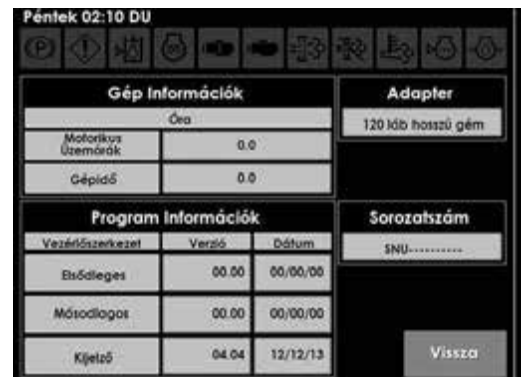 Péntek 02:10 DU
Gép Információk
Óra
Motorikus Üzemórák 0.0
Gépidő 0.0
Adapter
120 láb hosszú gém
Program Információk
Vezérlőszerkezet Verzió Dátum
Elsődleges 00.00 00/00/00
Másodlagos 00.00 00/00/00
Kijelző 04.04 12/12/13
Sorozatszám
SNU----------
Vissza